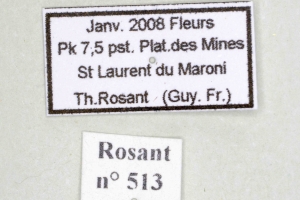 Janv. 2008 Fleurs
Pk 7,5 pst. Plat.des Mines
St Laurent du Maroni
Th.Rosant (Guy. Fr.)
Rosant
n° 513